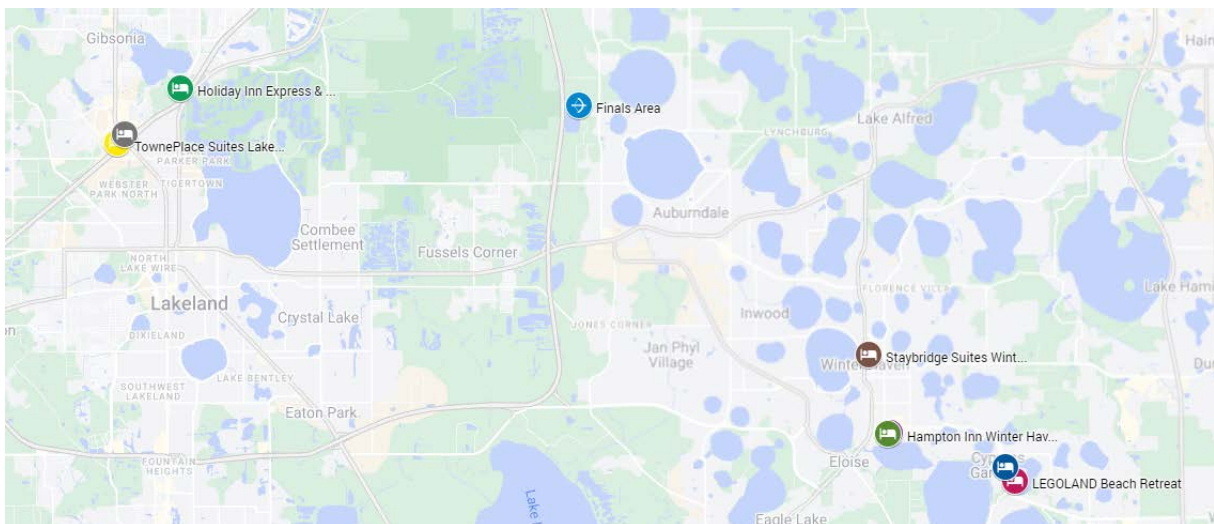 Gibsonia
Hain
Holiday Inn Express & ...
Finals Area
Lake Alfred
LYNCHBURG
TownePlace Suites Lake...
PARKER PARK
WEBSTER
PARK NORTH
TIGERTOWN
Auburndale
Combee
Settlement
Fussels Corner
NORTH
LAKE WIRE
Lakeland
Crystal Lake
FLORENCE VILLA
Lake Hami
Inwood
JONES CORNER
DIXIELAND
Jan Phyl
Village
Staybridge Suites Wint...
LAKE BENTLEY
SOUTHWEST
LAKELAND
Eaton Park
Hampton Inn Winter Hav...
Eloise
FOUNTAIN
HEIGHTS
LEGOLAND Beach Retreat
Eagle Lake